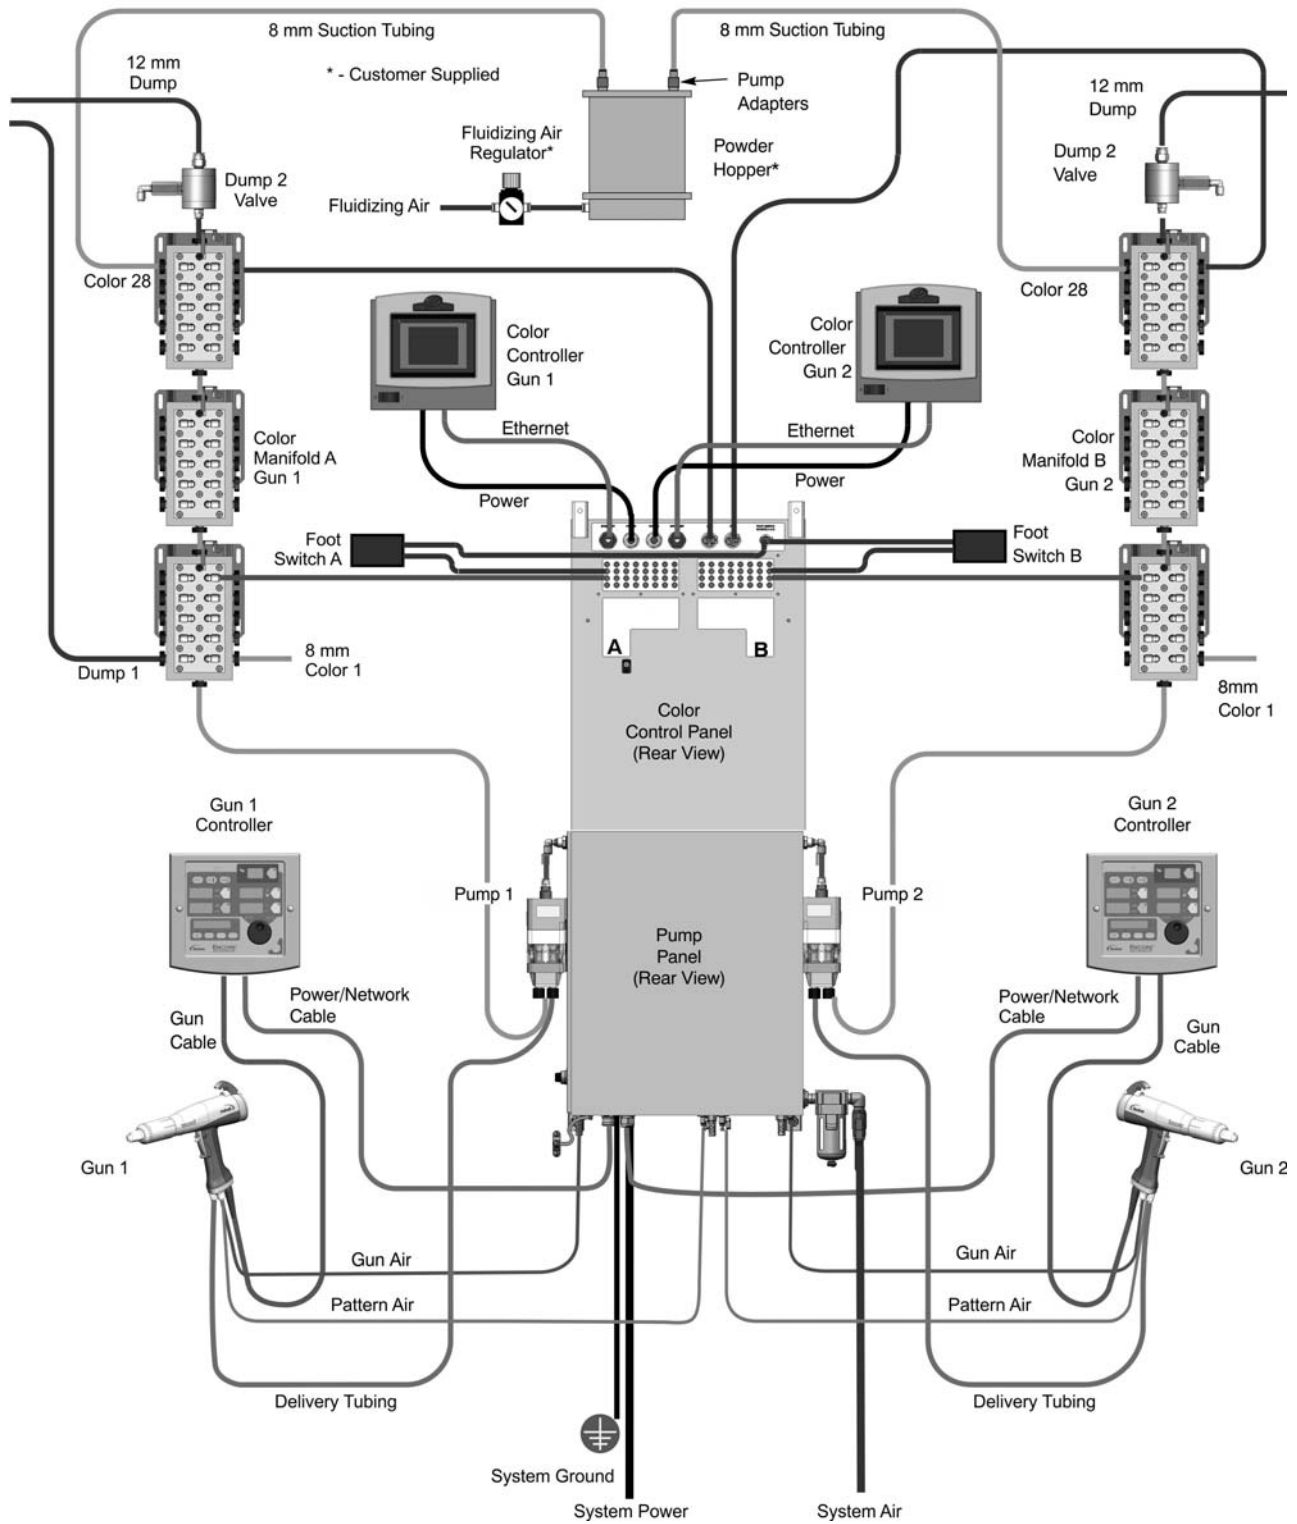 8 mm Suction Tubing
8 mm Suction Tubing
* - Customer Supplied
12 mm
Dump
Pump
Adapters
12 mm
Dump
Fluidizing Air
Regulator*
Powder
Hopper*
Dump 2
Valve
Dump 2
Valve
Fluidizing Air
Color 28
Color 28
Color
Controller
Gun 1
Color
Controller
Gun 2
Ethernet
Ethernet
Color
Manifold A
Gun 1
Color
Manifold B
Gun 2
Power
Power
Foot
Switch A
Foot
Switch B
A
B
Dump 1
8 mm
Color 1
8mm
Color 1
Color
Control Panel
(Rear View)
Gun 1
Controller
Gun 2
Controller
Pump 1
Pump 2
Pump
Panel
(Rear View)
Power/Network
Cable
Power/Network
Cable
Gun
Cable
Gun
Cable
Gun 1
Gun 2
Gun Air
Gun Air
Pattern Air
Pattern Air
Delivery Tubing
Delivery Tubing
System Ground
System Power
System Air